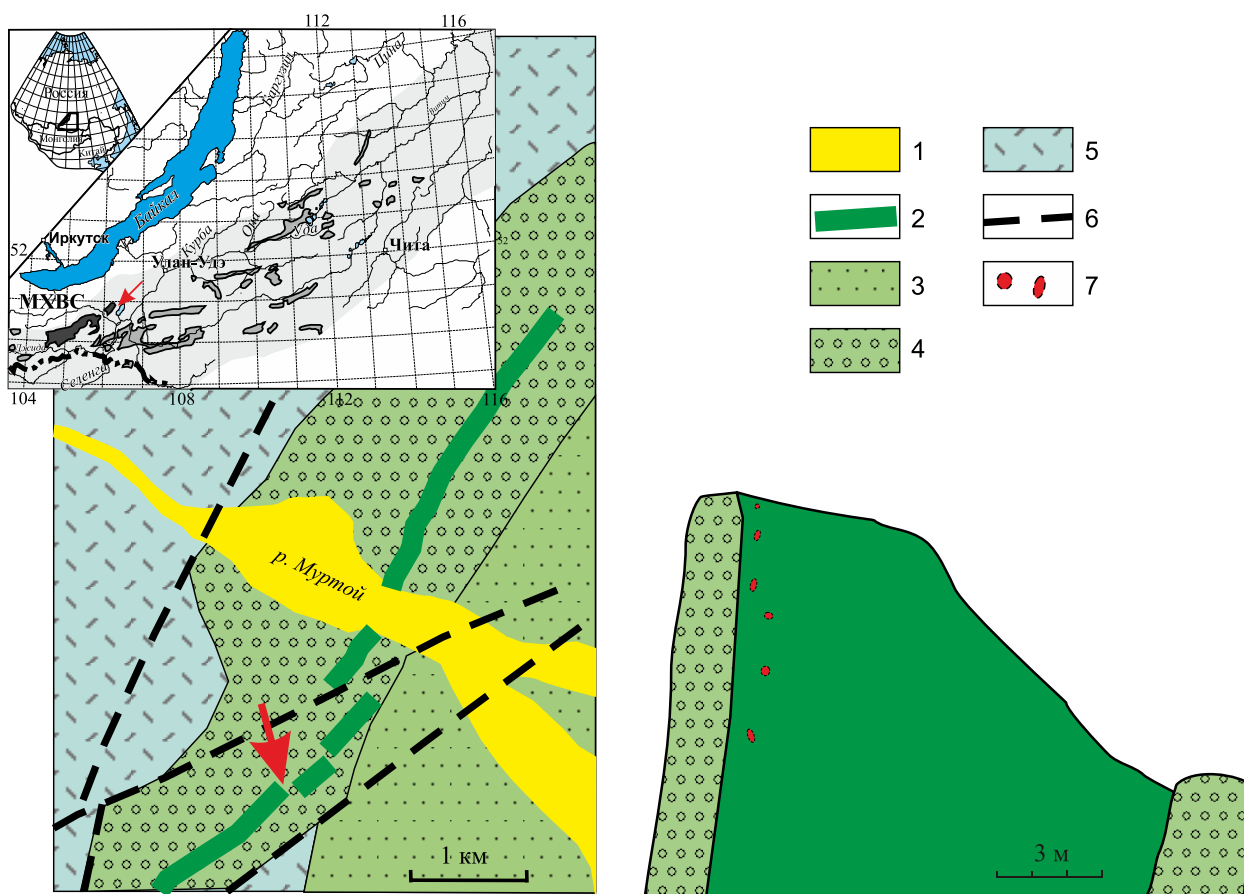 112
116
Россия
Монголия
Китай
Баргузин
Ципа
Витим
Байкал
Курба
Она
Уда
52
52
Иркутск
Улан-Удэ
Чита
МХВС
Джида
Селенга
104
108
112
116
р. Муртой
1 км
1
2
3
4
5
6
7
3 м